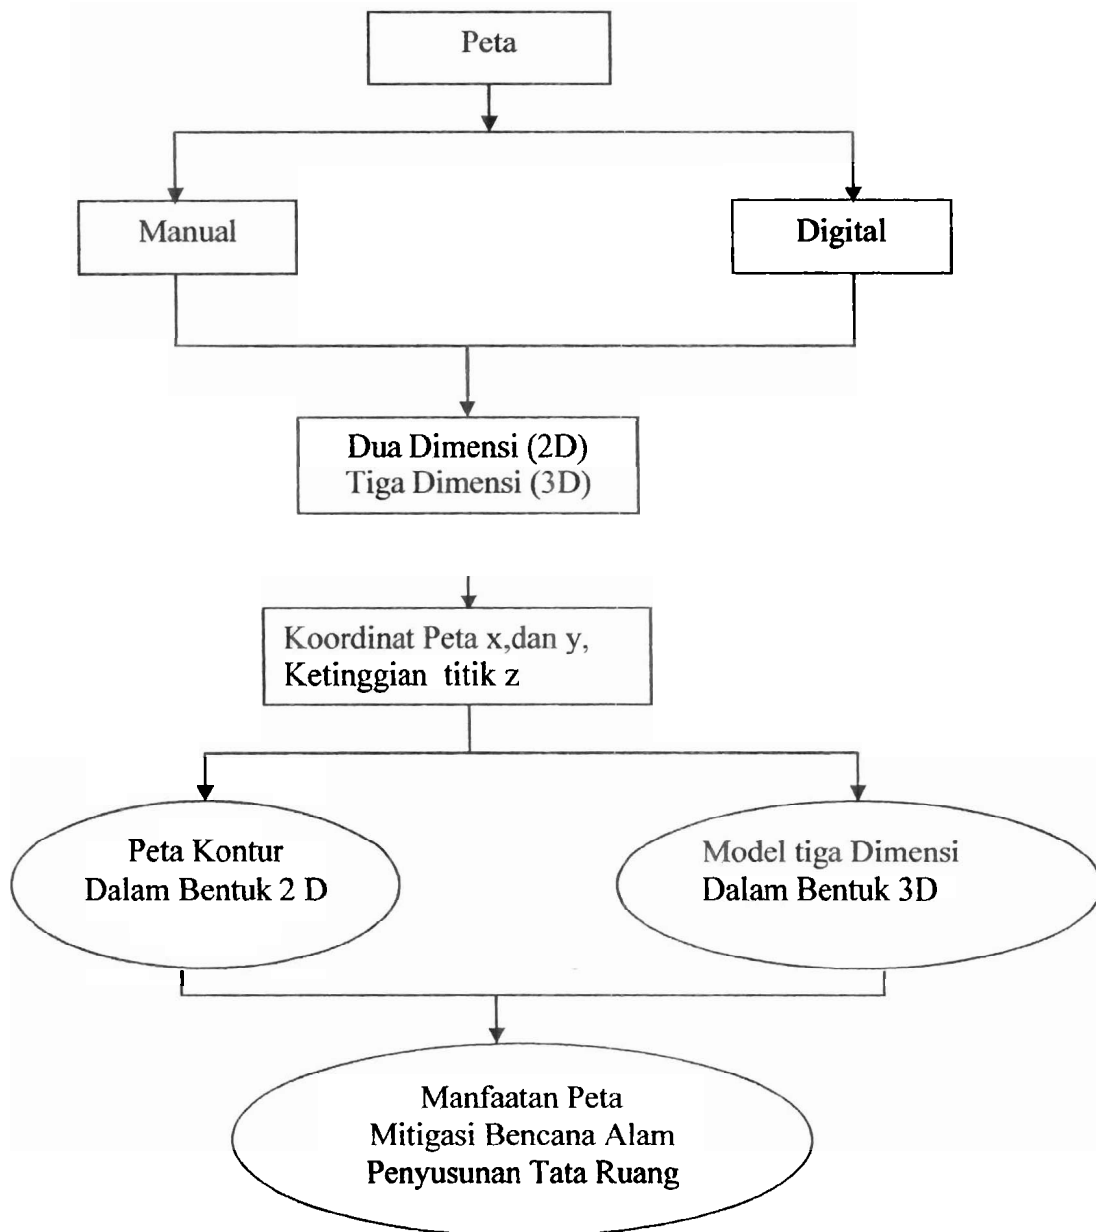 Peta
Manual
Digital
Dua Dimensi (2D)
Tiga Dimensi (3D)
Koordinat Peta x,dan y,
Ketinggian titik z
Peta Kontur
Dalam Bentuk 2 D
Model tiga Dimensi
Dalam Bentuk 3D
Manfaatan Peta
Mitigasi Bencana Alam
Penyusunan Tata Ruang